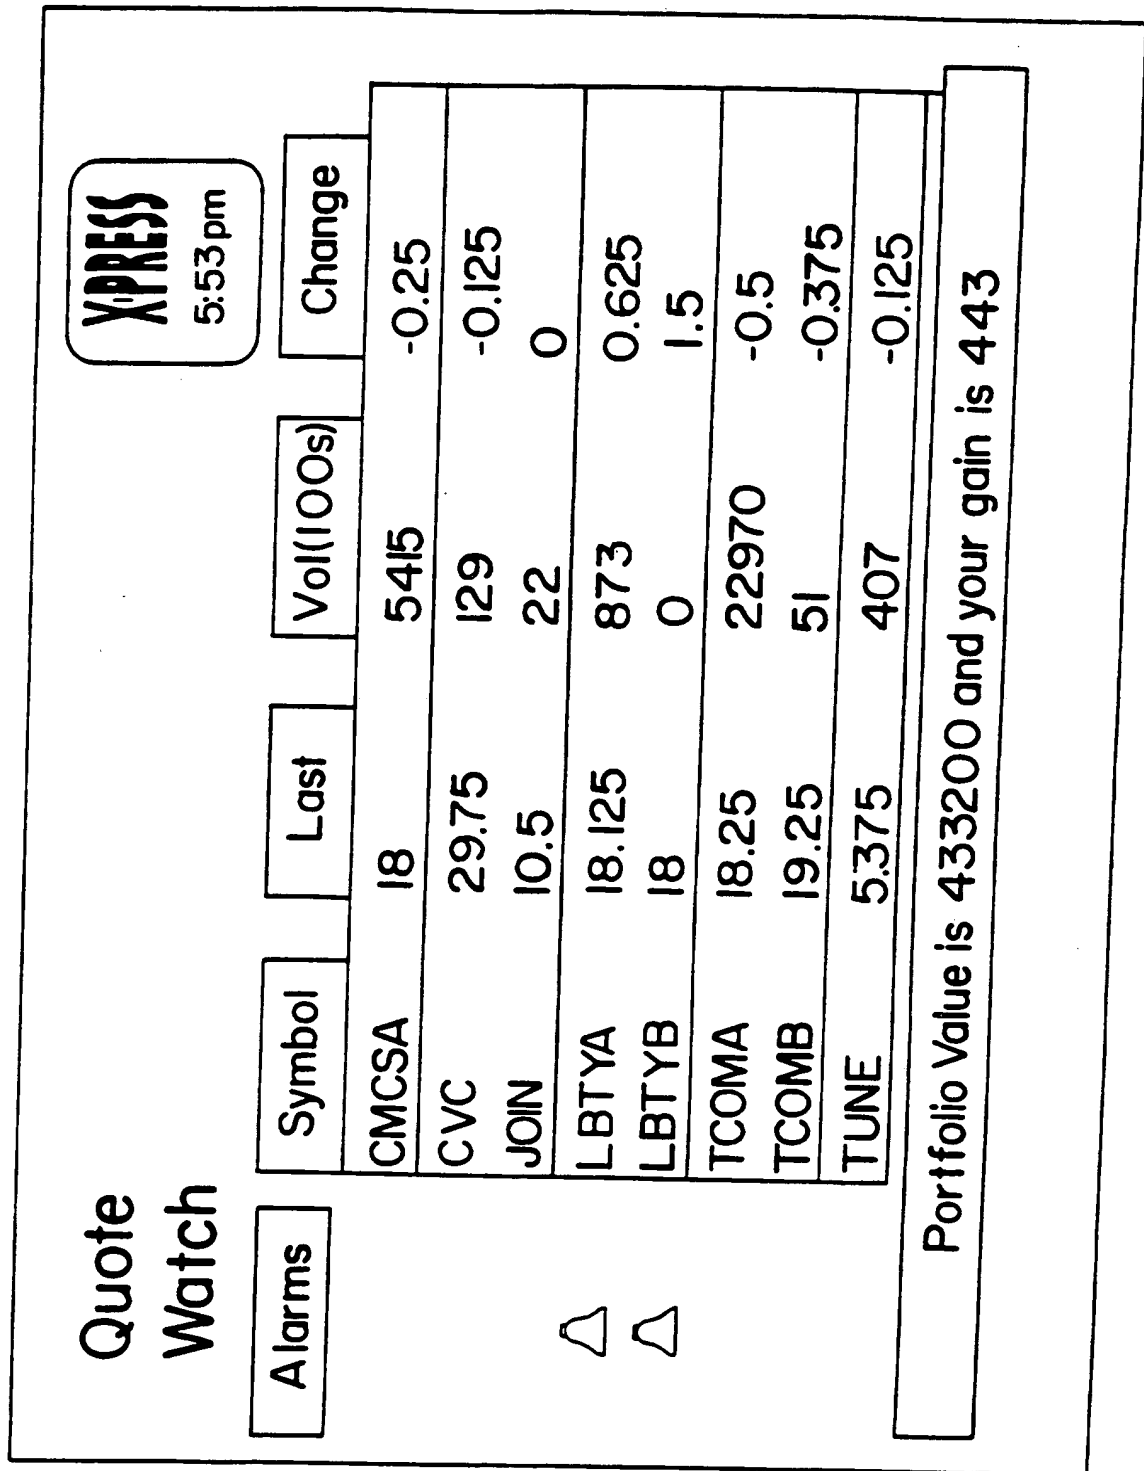 Quote
Watch
X·PRESS
5:53pm
Alarms Symbol Last Vol(100s) Change
CMCSA 18 5415 -0.25
CVC 29.75 129 -0.125
JOIN 10.5 22 0
LBTYA 18.125 873 0.625
LBTYB 18 0 1.5
TCOMA 18.25 22970 -0.5
TCOMB 19.25 51 -0.375
TUNE 5.375 407 -0.125
Portfolio Value is 433200 and your gain is 443